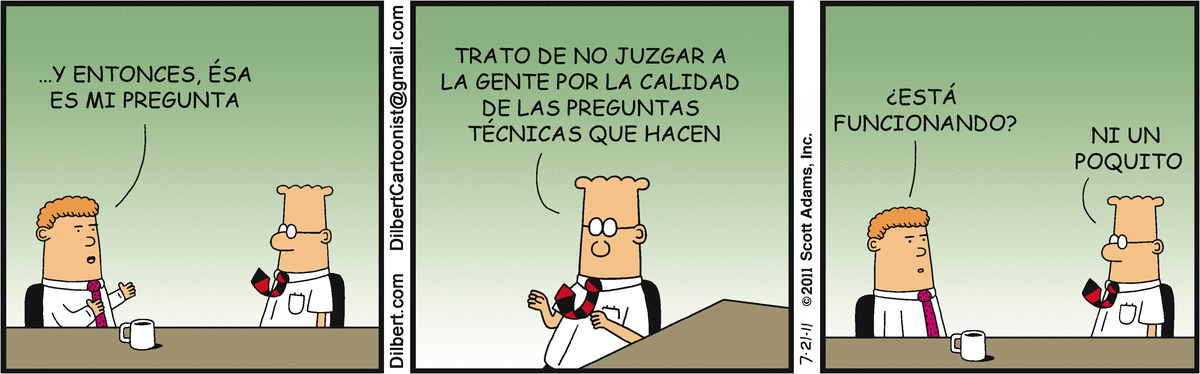 ...Y ENTONCES, ÉSA
ES MI PREGUNTA
DilbertCartoonist@gmail.com
Dilbert.com
TRATO DE NO JUZGAR A
LA GENTE POR LA CALIDAD
DE LAS PREGUNTAS
TÉCNICAS QUE HACEN
7-21-11 ©2011 Scott Adams, Inc.
¿ESTÁ
FUNCIONANDO?
NI UN
POQUITO